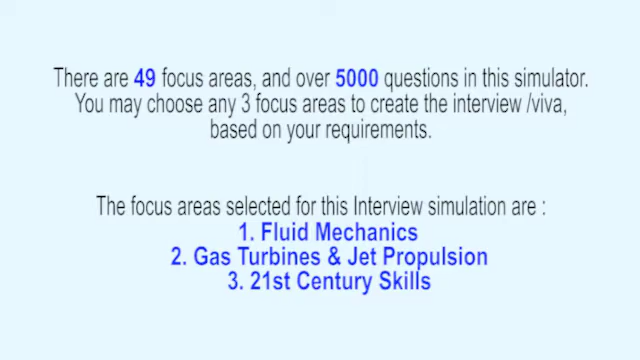 There are 49 focus areas, and over 5000 questions in this simulator.
You may choose any 3 focus areas to create the interview /viva,
based on your requirements.
The focus areas selected for this Interview simulation are :
1. Fluid Mechanics
2. Gas Turbines & Jet Propulsion
3. 21st Century Skills